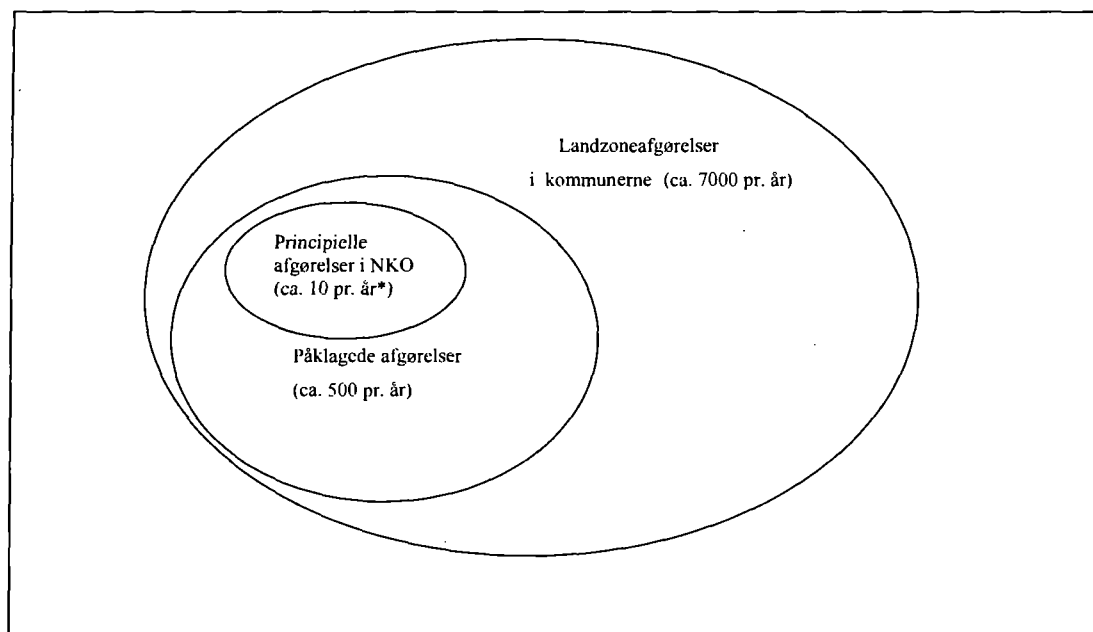 Landzoneafgørelser
i kommunerne (ca. 7000 pr. år)
Principielle
afgørelser i NKO
(ca. 10 pr. år*)
Påklagede afgørelser
(ca. 500 pr. år)